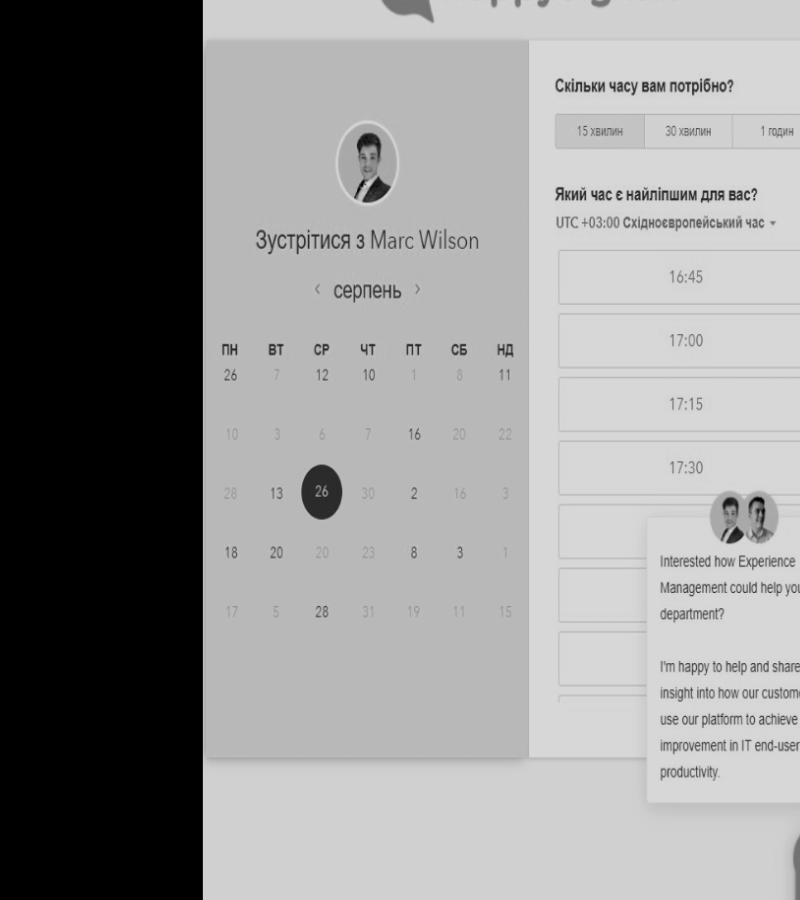 Зустрітися з Marc Wilson
серпень
ПН ВТ СР ЧТ ПТ СБ НД
26 7 12 10 1 8 11
10 3 6 7 16 20 22
28 13 26 30 2 16 3
18 20 20 23 8 3 1
17 5 28 31 19 11 15
Скільки часу вам потрібно?
15 хвилин 30 хвилин 1 годин
Який час є найліпшим для вас?
UTC +03:00 Східноєвропейський час
16:45
17:00
17:15
17:30
Interested how Experience
Management could help you
department?
I'm happy to help and share
insight into how our custome
use our platform to achieve
improvement in IT end-user
productivity.